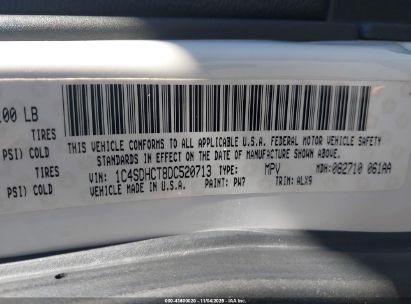 .00 LB
TIRES
PSI) COLD
TIRES
PSI) COLD
THIS VEHICLE CONFORMS TO ALL APPLICABLE U.S.A. FEDERAL MOTOR VEHICLE SAFETY
STANDARDS IN EFFECT ON THE DATE OF MANUFACTURE SHOWN ABOVE.
VIN: 1C4SDHCT8DC520713 TYPE: MPV MDH: 082710 061AA
VEHICLE MADE IN U.S.A. PAINT: PW7 TRIM: ALX9